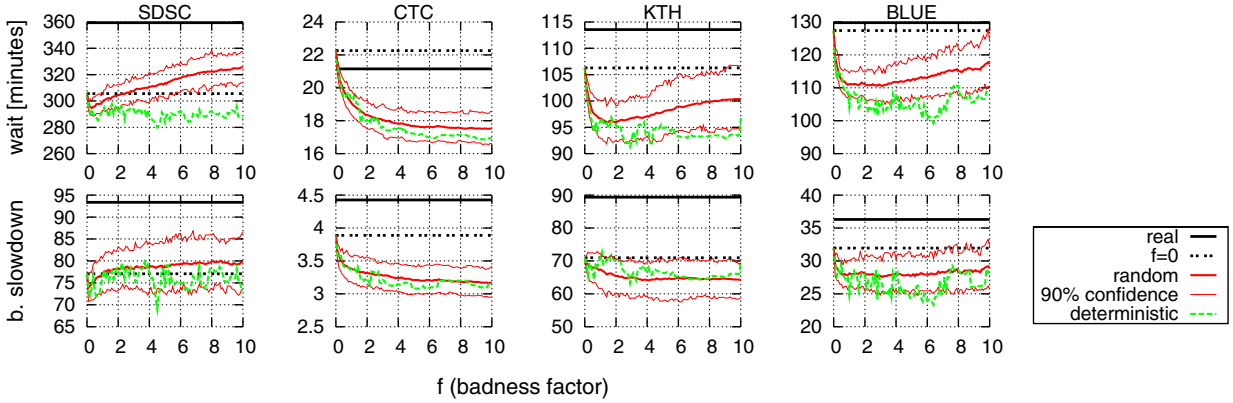 SDSC CTC KTH BLUE
wait [minutes]
360 340 320 300 280 260
0 2 4 6 8 10
24 22 20 18 16
0 2 4 6 8 10
115 110 105 100 95 90
0 2 4 6 8 10
130 120 110 100 90
0 2 4 6 8 10
b. slowdown
95 90 85 80 75 70 65
0 2 4 6 8 10
4.5 4 3.5 3 2.5
0 2 4 6 8 10
90 80 70 60 50
0 2 4 6 8 10
40 35 30 25 20
0 2 4 6 8 10
f (badness factor)
real
f=0
random
90% confidence
deterministic